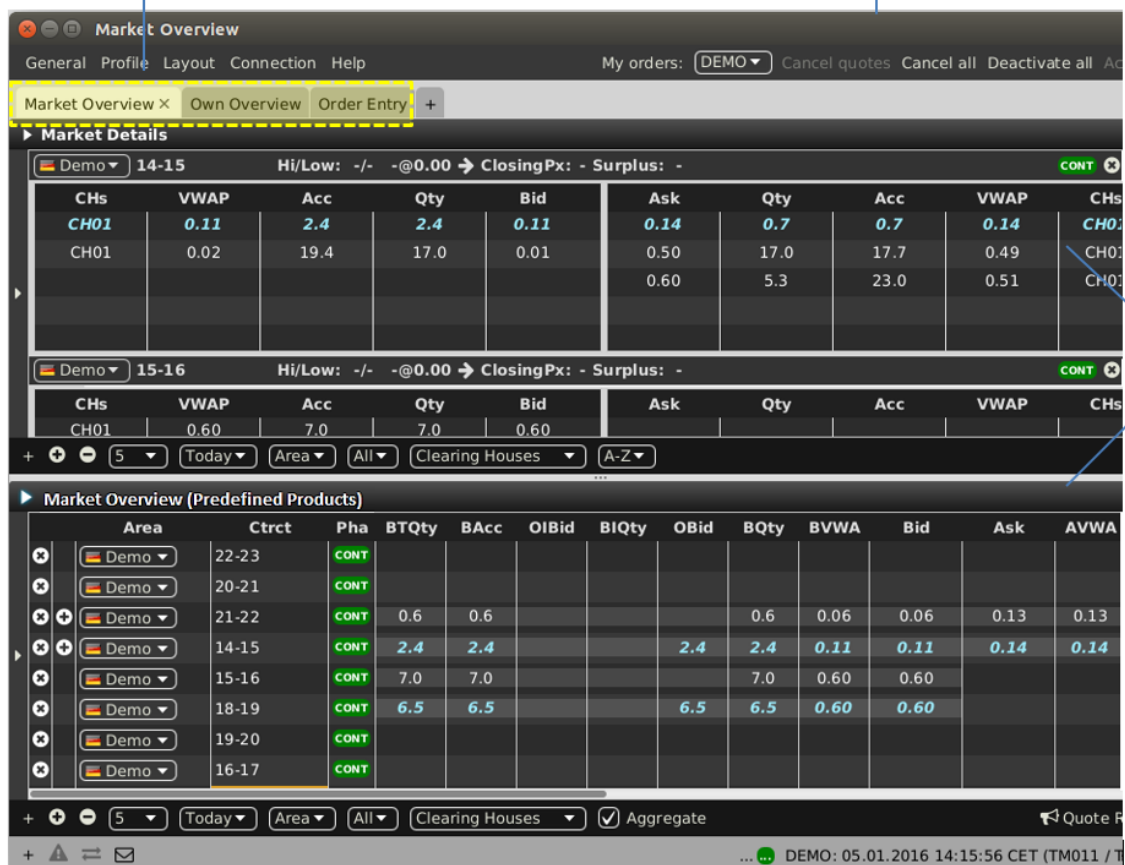 Market Overview
General Profile Layout Connection Help My orders: DEMO Cancel quotes Cancel all Deactivate all Ac
Market Overview × Own Overview Order Entry +
Market Details
Demo 14-15 Hi/Low: -/- -@0.00 → ClosingPx: - Surplus: - CONT
CHs VWAP Acc Qty Bid Ask Qty Acc VWAP CHs
CH01 0.11 2.4 2.4 0.11 0.14 0.7 0.7 0.14 CH01
CH01 0.02 19.4 17.0 0.01 0.50 17.0 17.7 0.49 CH01
0.60 5.3 23.0 0.51 CH01
Demo 15-16 Hi/Low: -/- -@0.00 → ClosingPx: - Surplus: - CONT
CHs VWAP Acc Qty Bid Ask Qty Acc VWAP CHs
CH01 0.60 7.0 7.0 0.60
+ 5 Today Area All Clearing Houses A-Z
Market Overview (Predefined Products)
Area Ctrct Pha BTQty BAcc OIBid BIQty OBid BQty BVWA Bid Ask AVWA
Demo 22-23 CONT
Demo 20-21 CONT
Demo 21-22 CONT 0.6 0.6 0.6 0.06 0.06 0.13 0.13
Demo 14-15 CONT 2.4 2.4 2.4 2.4 0.11 0.11 0.14 0.14
Demo 15-16 CONT 7.0 7.0 7.0 0.60 0.60
Demo 18-19 CONT 6.5 6.5 6.5 6.5 0.60 0.60
Demo 19-20 CONT
Demo 16-17 CONT
+ 5 Today Area All Clearing Houses Aggregate Quote R
+ ... DEMO: 05.01.2016 14:15:56 CET (TM011 / T